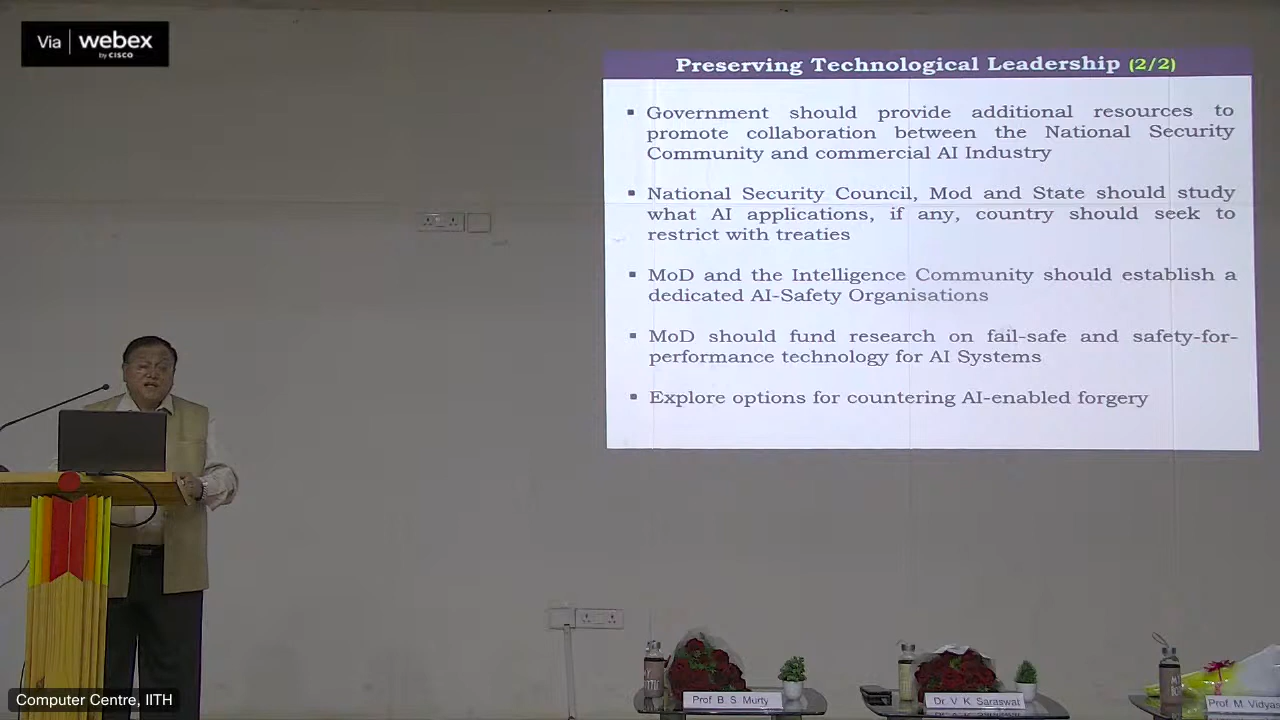 Via webex
by CISCO
Preserving Technological Leadership (2/2)
▪ Government should provide additional resources to
promote collaboration between the National Security
Community and commercial AI Industry
▪ National Security Council, Mod and State should study
what AI applications, if any, country should seek to
restrict with treaties
▪ MoD and the Intelligence Community should establish a
dedicated AI-Safety Organisations
▪ MoD should fund research on fail-safe and safety-for-
performance technology for AI Systems
▪ Explore options for countering AI-enabled forgery
Prof B S Murty
Dr. V. K. Saraswat
Prof M. Vidyas
Computer Centre, IITH